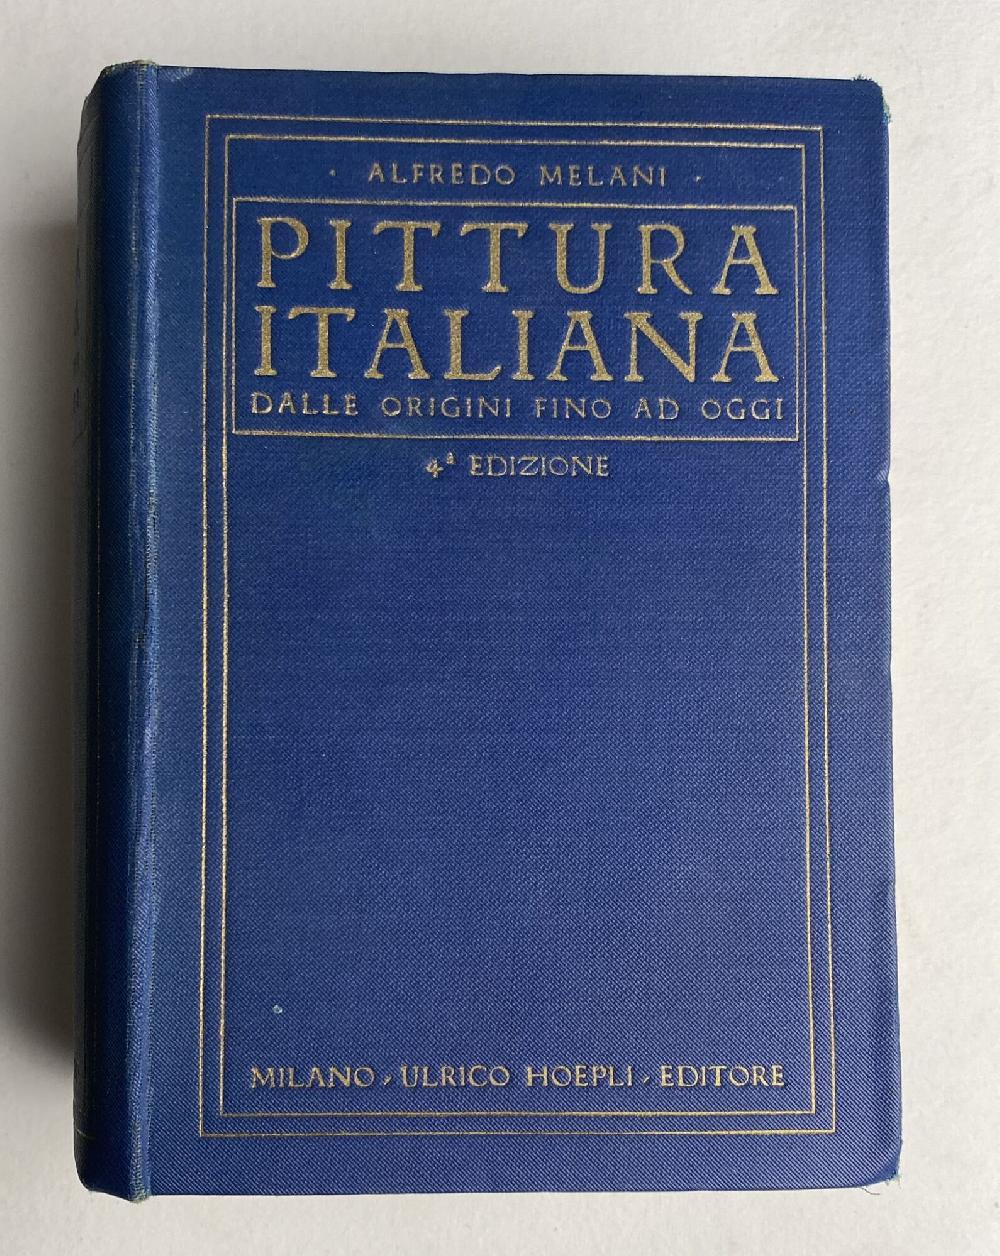 · ALFREDO MELANI ·
PITTURA
ITALIANA
DALLE ORIGINI FINO AD OGGI
4ª EDIZIONE
MILANO - ULRICO HOEPLI - EDITORE